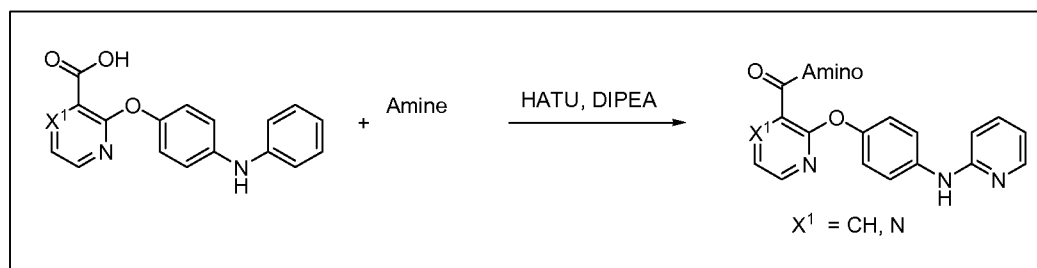 O OH
X¹ O N
N
H
+ Amine
HATU, DIPEA
O Amino
X¹ O N
N
H N
X¹ = CH, N